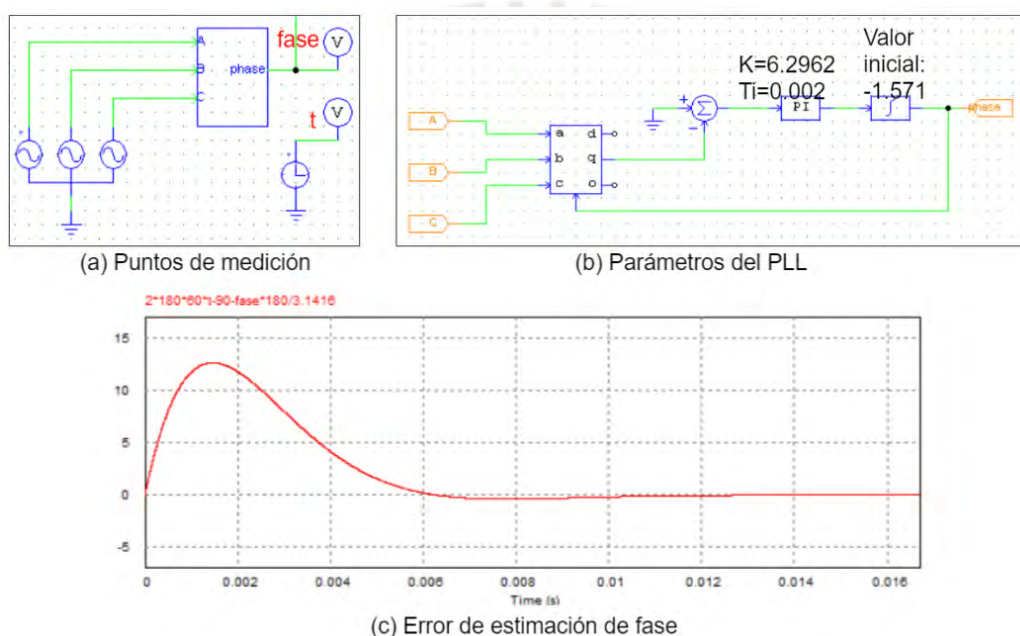 A
B
C
phase
fase
V
t
V
(a) Puntos de medición
A
B
C
a
b
c
d
q
o
+
Σ
-
K=6.2962
Ti=0.002
PI
Valor
inicial:
-1.571
∫
phase
(b) Parámetros del PLL
2*180*60*t-90-fase*180/3.1416
15
10
5
0
-5
0
0.002
0.004
0.006
0.008
0.01
0.012
0.014
0.016
Time (s)
(c) Error de estimación de fase